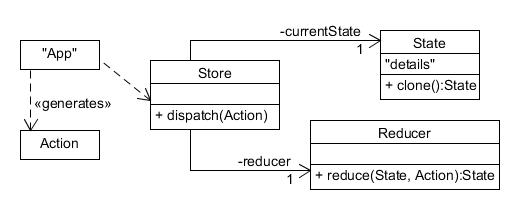 -currentState
1
State
"details"
+ clone():State
"App"
Store
+ dispatch(Action)
«generates»
Action
-reducer
1
Reducer
+ reduce(State, Action):State